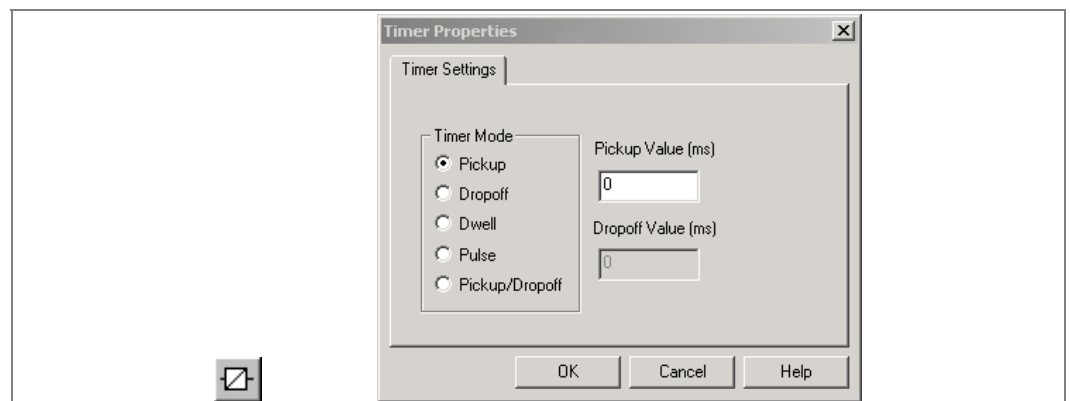 Timer Properties
Timer Settings
Timer Mode
Pickup
Dropoff
Dwell
Pulse
Pickup/Dropoff
Pickup Value (ms)
0
Dropoff Value (ms)
0
OK
Cancel
Help